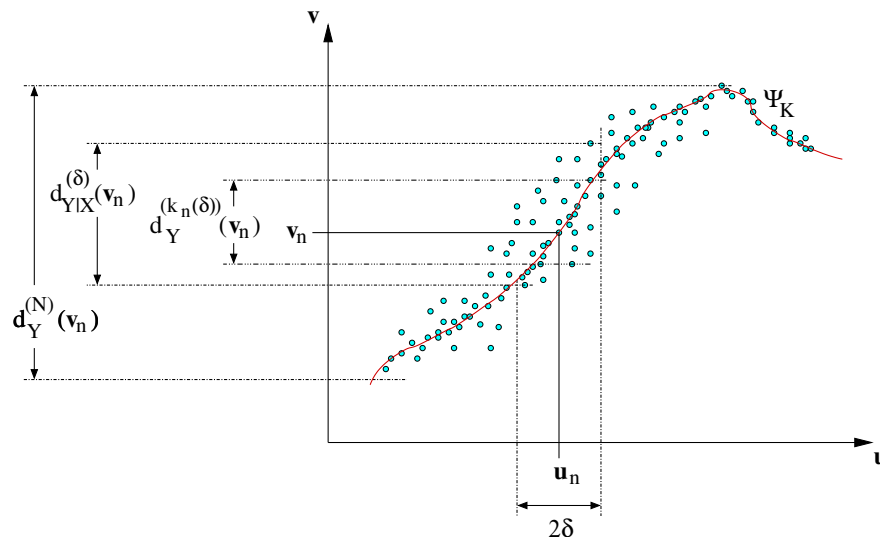 v
Ψ_K
d_{Y|X}^{(δ)}(v_n)
d_Y^{(k_n(δ))}(v_n)
v_n
d_Y^{(N)}(v_n)
u
u_n
2δ